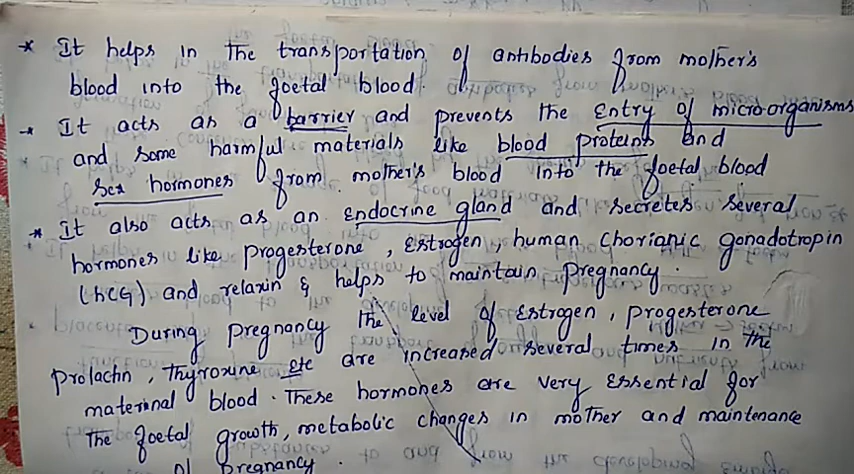 * It helps in the transportation of antibodies from mother's
blood into the foetal blood.
* It acts as a barrier and prevents the entry of microorganisms
and some harmful materials like blood proteins and
sex hormones from mother's blood into the foetal blood
* It also acts as an endocrine gland and secretes several
hormones like progesterone, estrogen, human chorianic gonadotropin
(hCG) and relaxin & helps to maintain pregnancy.
During pregnancy the level of estrogen, progesterone
prolachn, Thyroxine etc are increased several times in the
maternal blood. These hormones are very essential for
the foetal growth, metabolic changes in mother and maintenance
of pregnancy.